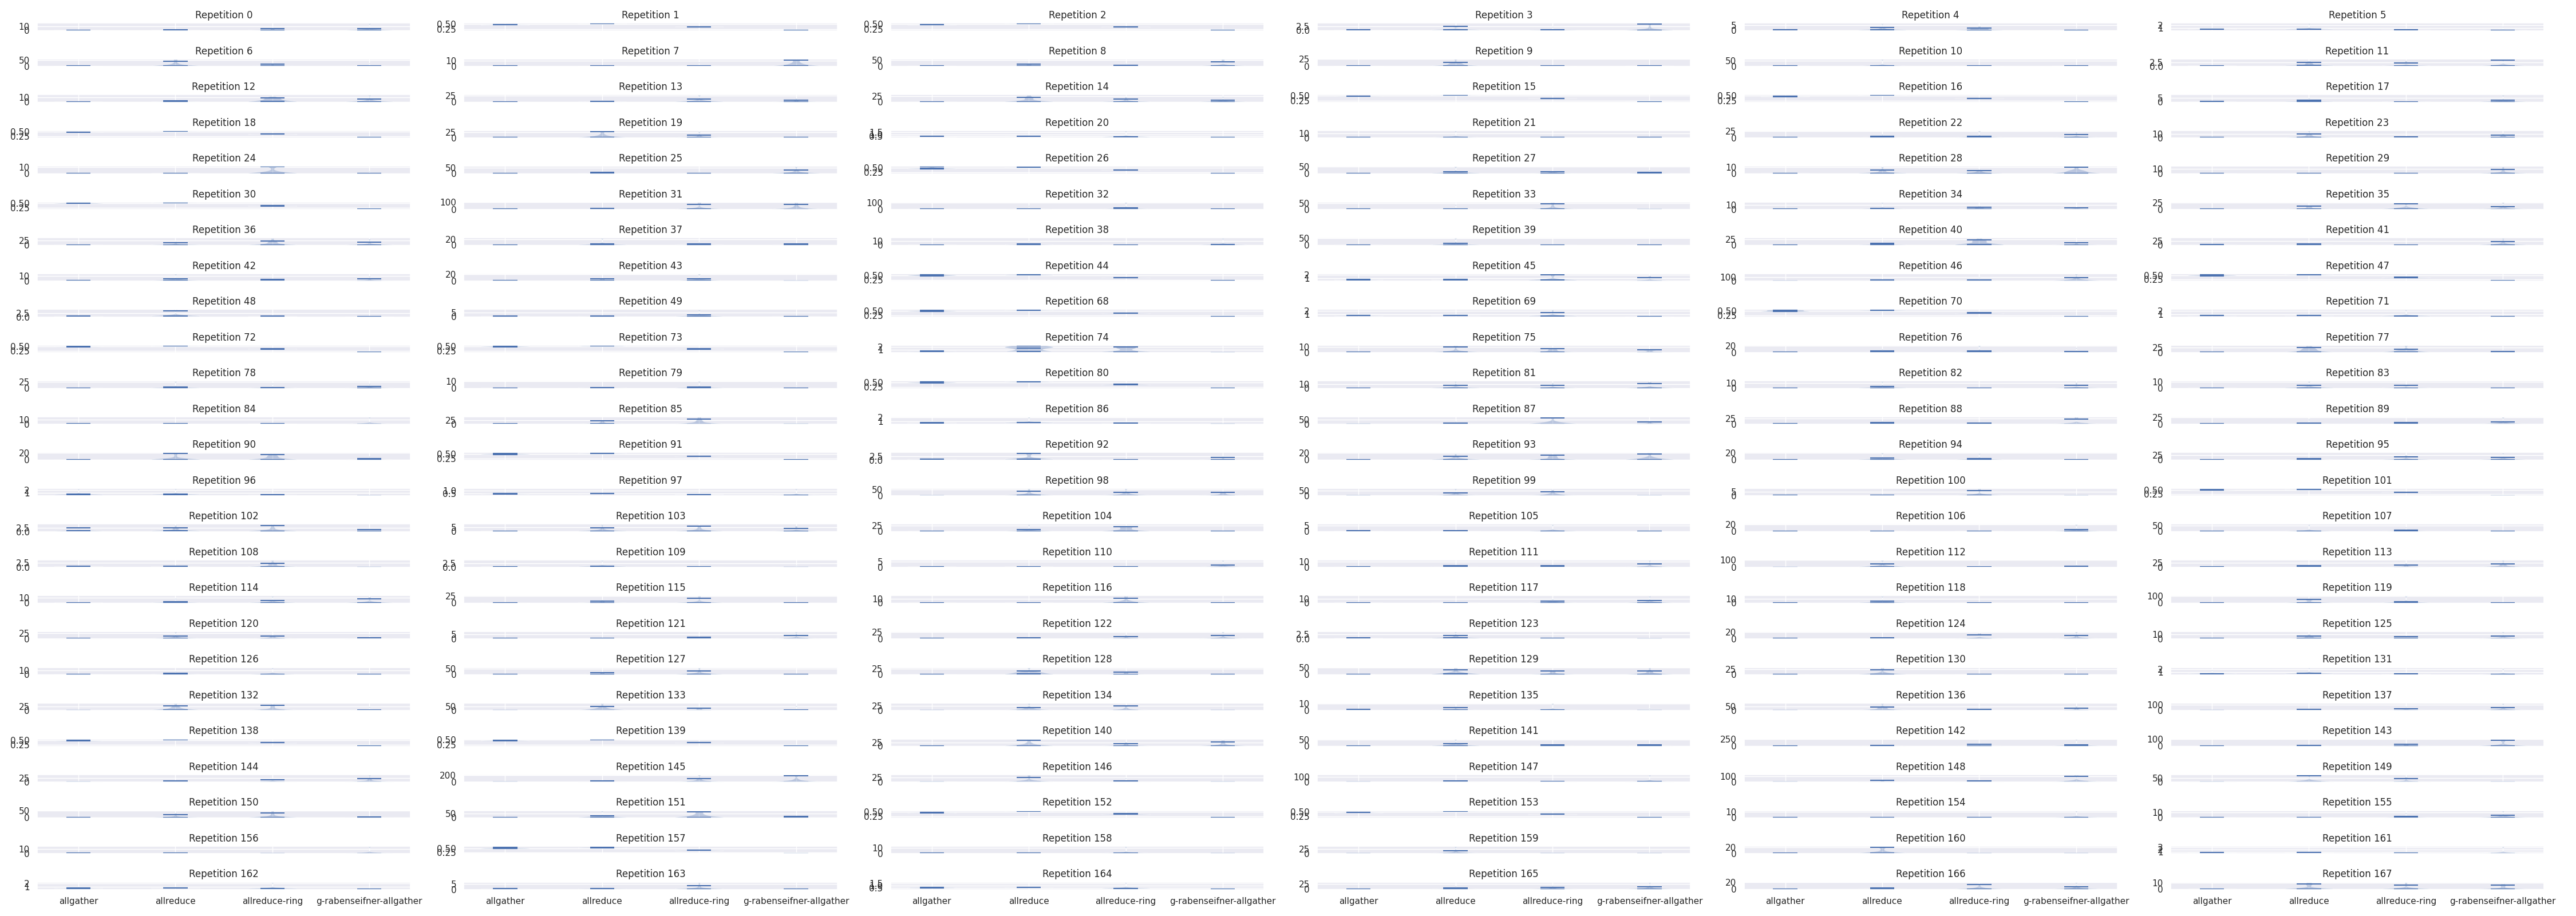 Repetition 0 Repetition 1 Repetition 2 Repetition 3 Repetition 4 Repetition 5
10 0.50 0.50 2.5 5 2
0 0.25 0.25 0.0 0 1
Repetition 6 Repetition 7 Repetition 8 Repetition 9 Repetition 10 Repetition 11
50 10 50 25 50 2.5
0 0 0 0 0 0.0
Repetition 12 Repetition 13 Repetition 14 Repetition 15 Repetition 16 Repetition 17
10 25 25 0.50 0.50 5
0 0 0 0.25 0.25 0
Repetition 18 Repetition 19 Repetition 20 Repetition 21 Repetition 22 Repetition 23
0.50 25 1.5 10 25 10
0.25 0 0.5 0 0 0
Repetition 24 Repetition 25 Repetition 26 Repetition 27 Repetition 28 Repetition 29
10 50 0.50 50 10 10
0 0 0.25 0 0 0
Repetition 30 Repetition 31 Repetition 32 Repetition 33 Repetition 34 Repetition 35
0.50 100 100 50 10 25
0.25 0 0 0 0 0
Repetition 36 Repetition 37 Repetition 38 Repetition 39 Repetition 40 Repetition 41
25 20 10 50 25 25
0 0 0 0 0 0
Repetition 42 Repetition 43 Repetition 44 Repetition 45 Repetition 46 Repetition 47
10 20 0.50 2 100 0.50
0 0 0.25 1 0 0.25
Repetition 48 Repetition 49 Repetition 68 Repetition 69 Repetition 70 Repetition 71
2.5 5 0.50 2 0.50 2
0.0 0 0.25 1 0.25 1
Repetition 72 Repetition 73 Repetition 74 Repetition 75 Repetition 76 Repetition 77
0.50 0.50 2 10 20 25
0.25 0.25 1 0 0 0
Repetition 78 Repetition 79 Repetition 80 Repetition 81 Repetition 82 Repetition 83
25 10 0.50 10 10 10
0 0 0.25 0 0 0
Repetition 84 Repetition 85 Repetition 86 Repetition 87 Repetition 88 Repetition 89
10 25 2 50 25 25
0 0 1 0 0 0
Repetition 90 Repetition 91 Repetition 92 Repetition 93 Repetition 94 Repetition 95
20 0.50 2.5 20 20 25
0 0.25 0.0 0 0 0
Repetition 96 Repetition 97 Repetition 98 Repetition 99 Repetition 100 Repetition 101
2 1.0 50 50 5 0.50
1 0.5 0 0 0 0.25
Repetition 102 Repetition 103 Repetition 104 Repetition 105 Repetition 106 Repetition 107
2.5 5 25 5 20 50
0.0 0 0 0 0 0
Repetition 108 Repetition 109 Repetition 110 Repetition 111 Repetition 112 Repetition 113
2.5 2.5 5 10 100 25
0.0 0.0 0 0 0 0
Repetition 114 Repetition 115 Repetition 116 Repetition 117 Repetition 118 Repetition 119
10 25 10 10 10 100
0 0 0 0 0 0
Repetition 120 Repetition 121 Repetition 122 Repetition 123 Repetition 124 Repetition 125
25 5 25 2.5 20 10
0 0 0 0.0 0 0
Repetition 126 Repetition 127 Repetition 128 Repetition 129 Repetition 130 Repetition 131
10 50 25 50 25 2
0 0 0 0 0 1
Repetition 132 Repetition 133 Repetition 134 Repetition 135 Repetition 136 Repetition 137
25 50 25 10 50 100
0 0 0 0 0 0
Repetition 138 Repetition 139 Repetition 140 Repetition 141 Repetition 142 Repetition 143
0.50 0.50 25 50 250 100
0.25 0.25 0 0 0 0
Repetition 144 Repetition 145 Repetition 146 Repetition 147 Repetition 148 Repetition 149
25 200 25 100 100 50
0 0 0 0 0 0
Repetition 150 Repetition 151 Repetition 152 Repetition 153 Repetition 154 Repetition 155
50 50 0.50 0.50 10 10
0 0 0.25 0.25 0 0
Repetition 156 Repetition 157 Repetition 158 Repetition 159 Repetition 160 Repetition 161
10 0.50 10 25 20 3
0 0.25 0 0 0 1
Repetition 162 Repetition 163 Repetition 164 Repetition 165 Repetition 166 Repetition 167
2 5 1.5 25 20 10
1 0 0.5 0 0 0
allgather allreduce allreduce-ring g-rabenseifner-allgather allgather allreduce allreduce-ring g-rabenseifner-allgather allgather allreduce allreduce-ring g-rabenseifner-allgather allgather allreduce allreduce-ring g-rabenseifner-allgather allgather allreduce allreduce-ring g-rabenseifner-allgather allgather allreduce allreduce-ring g-rabenseifner-allgather